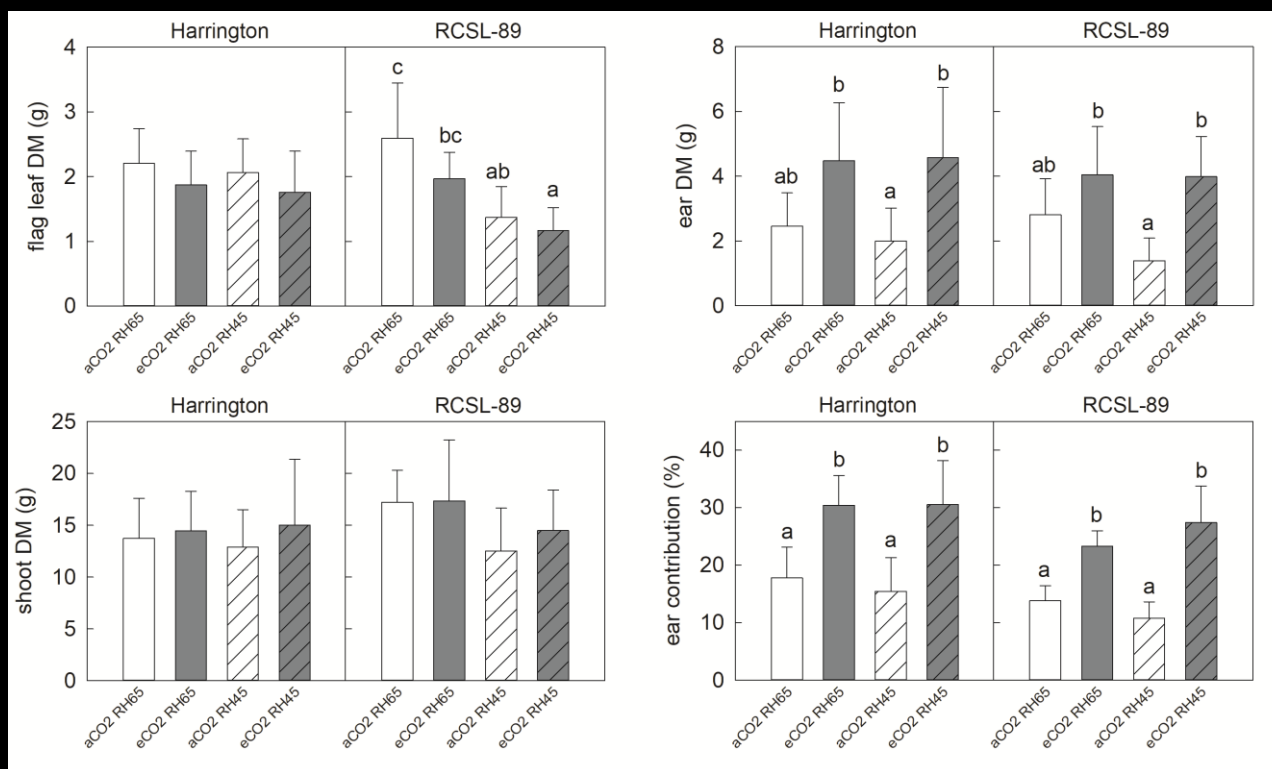 Harrington RCSL-89
flag leaf DM (g)
4
3
2
1
0
c
bc
ab
a
aCO2 RH65 eCO2 RH65 aCO2 RH45 eCO2 RH45 aCO2 RH65 eCO2 RH65 aCO2 RH45 eCO2 RH45
Harrington RCSL-89
ear DM (g)
8
6
4
2
0
ab b a b ab b a b
aCO2 RH65 eCO2 RH65 aCO2 RH45 eCO2 RH45 aCO2 RH65 eCO2 RH65 aCO2 RH45 eCO2 RH45
Harrington RCSL-89
shoot DM (g)
25
20
15
10
5
0
aCO2 RH65 eCO2 RH65 aCO2 RH45 eCO2 RH45 aCO2 RH65 eCO2 RH65 aCO2 RH45 eCO2 RH45
Harrington RCSL-89
ear contribution (%)
40
30
20
10
0
a b a b a b a b
aCO2 RH65 eCO2 RH65 aCO2 RH45 eCO2 RH45 aCO2 RH65 eCO2 RH65 aCO2 RH45 eCO2 RH45